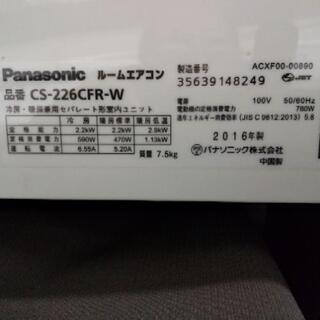 Panasonic ルームエアコン
品番 CS-226CFR-W
冷房・暖房兼用セパレート形室内ユニット
冷房 暖房標準 暖房低温
定格能力 2.2kW 2.2kW 2.9kW
定格消費電力 590W 470W 1.13kW
運転電流 6.55A 5.20A
質量 7.5kg
製造番号 ACXF00-00890
35639148249 JET
電源 100V 50/60Hz
電動機の定格消費電力 780W
通年エネルギー消費効率 (JIS C 9612:2013) 5.8
2016年
パナソニック株式会社
中国製